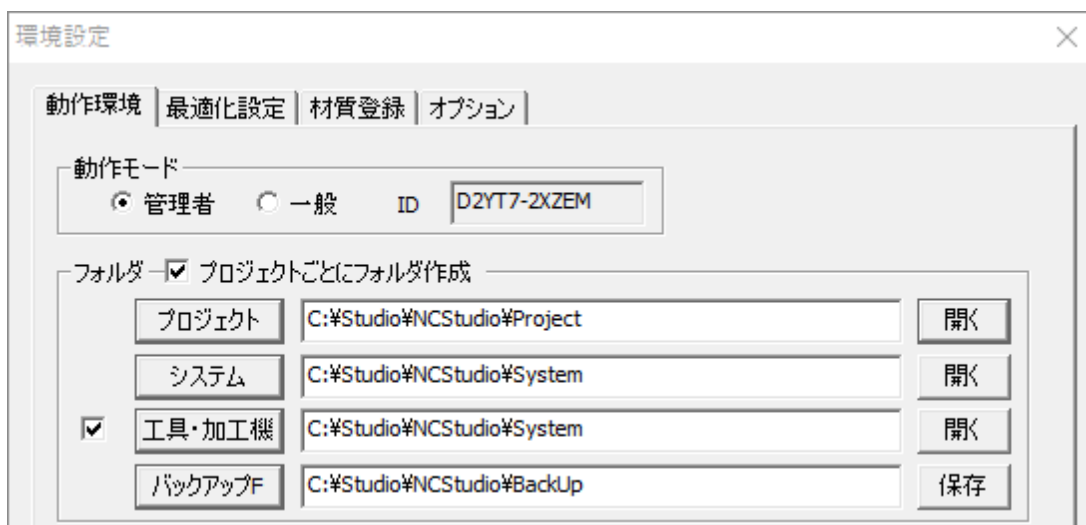 環境設定
動作環境 最適化設定 材質登録 オプション
動作モード
管理者 一般 ID D2YT7-2XZEM
フォルダ プロジェクトごとにフォルダ作成
プロジェクト C:¥Studio¥NCStudio¥Project 開く
システム C:¥Studio¥NCStudio¥System 開く
工具・加工機 C:¥Studio¥NCStudio¥System 開く
バックアップF C:¥Studio¥NCStudio¥BackUp 保存